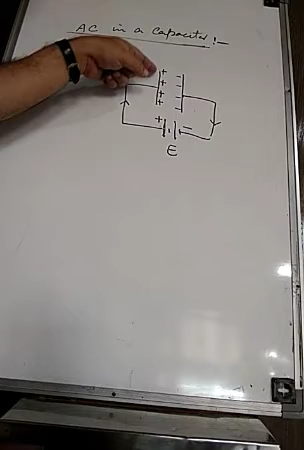 AC in a capacitor :-
+ -
+ -
+ -
+ -
+ -
E